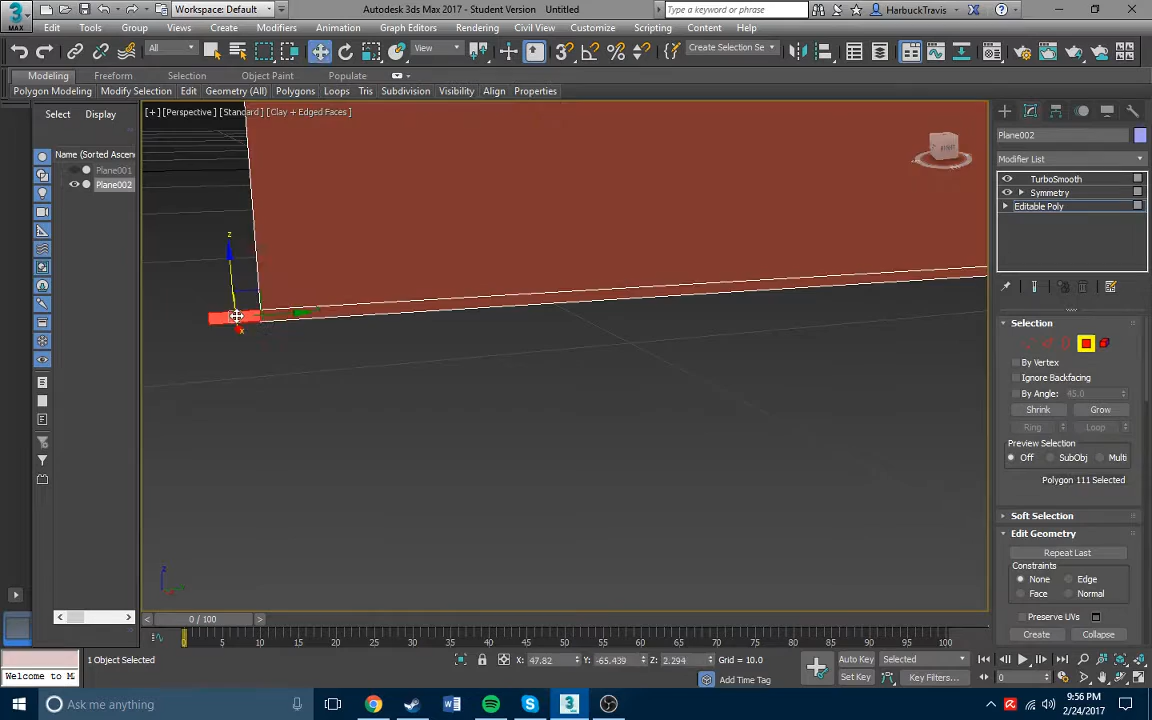 3 Workspace: Default Autodesk 3ds Max 2017 - Student Version Untitled Type a keyword or phrase HarbuckTravis
MAX Edit Tools Group Views Create Modifiers Animation Graph Editors Rendering Civil View Customize Scripting Content Help
All View Create Selection Se
Modeling Freeform Selection Object Paint Populate
Polygon Modeling Modify Selection Edit Geometry (All) Polygons Loops Tris Subdivision Visibility Align Properties
Select Display
[+] [Perspective] [Standard] [Clay + Edged Faces]
Name (Sorted Ascen
Plane001
Plane002
z
x
Plane002
Modifier List
TurboSmooth
Symmetry
Editable Poly
Selection
By Vertex
Ignore Backfacing
By Angle: 45.0
Shrink Grow
Ring Loop
Preview Selection
Off SubObj Multi
Polygon 111 Selected
Soft Selection
Edit Geometry
Repeat Last
Constraints
None Edge
Face Normal
Preserve UVs
Create Collapse
0 / 100
0 5 10 15 20 25 30 35 40 45 50 55 60 65 70 75 80 85 90 95 100
1 Object Selected X: 47.82 Y: -65.439 Z: 2.294 Grid = 10.0 Auto Key Selected
Welcome to M Add Time Tag Set Key Key Filters... 0
Ask me anything 9:56 PM
2/24/2017